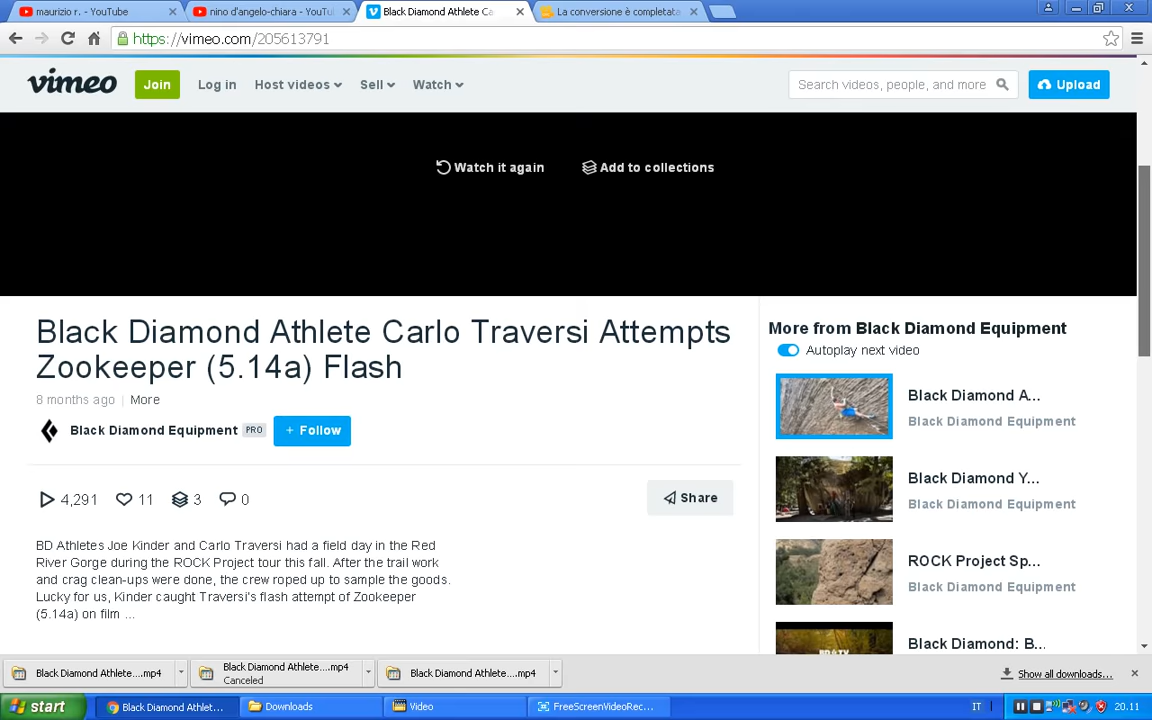 maurizio r. - YouTube
nino d'angelo-chiara - YouTu
Black Diamond Athlete Ca
La conversione è completata
https://vimeo.com/205613791
vimeo
Join
Log in
Host videos
Sell
Watch
Search videos, people, and more
Upload
Watch it again
Add to collections
Black Diamond Athlete Carlo Traversi Attempts
Zookeeper (5.14a) Flash
8 months ago
More
Black Diamond Equipment PRO
+ Follow
4,291
11
3
0
Share
BD Athletes Joe Kinder and Carlo Traversi had a field day in the Red
River Gorge during the ROCK Project tour this fall. After the trail work
and crag clean-ups were done, the crew roped up to sample the goods.
Lucky for us, Kinder caught Traversi's flash attempt of Zookeeper
(5.14a) on film ...
More from Black Diamond Equipment
Autoplay next video
Black Diamond A...
Black Diamond Equipment
Black Diamond Y...
Black Diamond Equipment
ROCK Project Sp...
Black Diamond Equipment
Black Diamond: B...
Black Diamond Athlete....mp4
Black Diamond Athlete....mp4
Canceled
Black Diamond Athlete....mp4
Show all downloads...
start
Black Diamond Athlet...
Downloads
Video
FreeScreenVideoRec...
IT
20.11